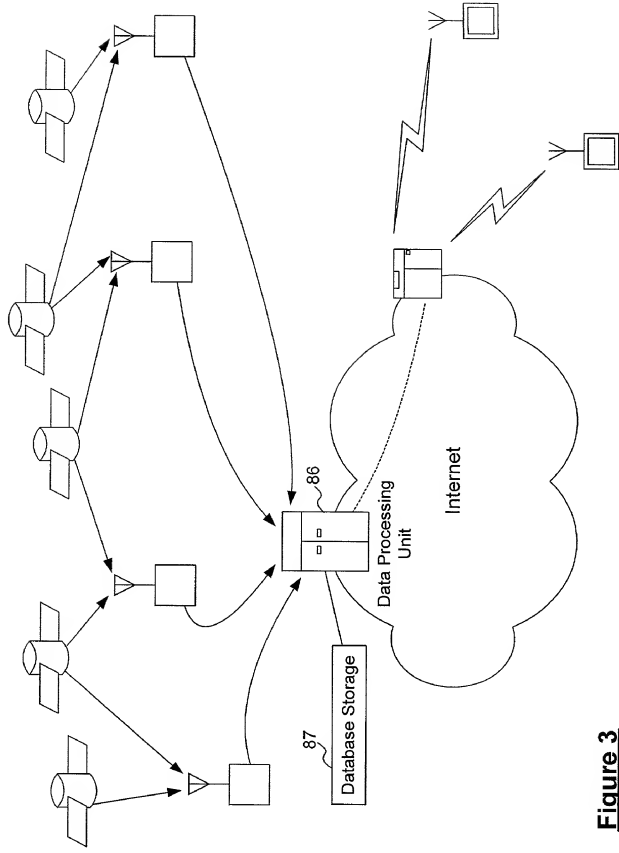 86
Data Processing
Unit
Internet
87
Database Storage
Figure 3